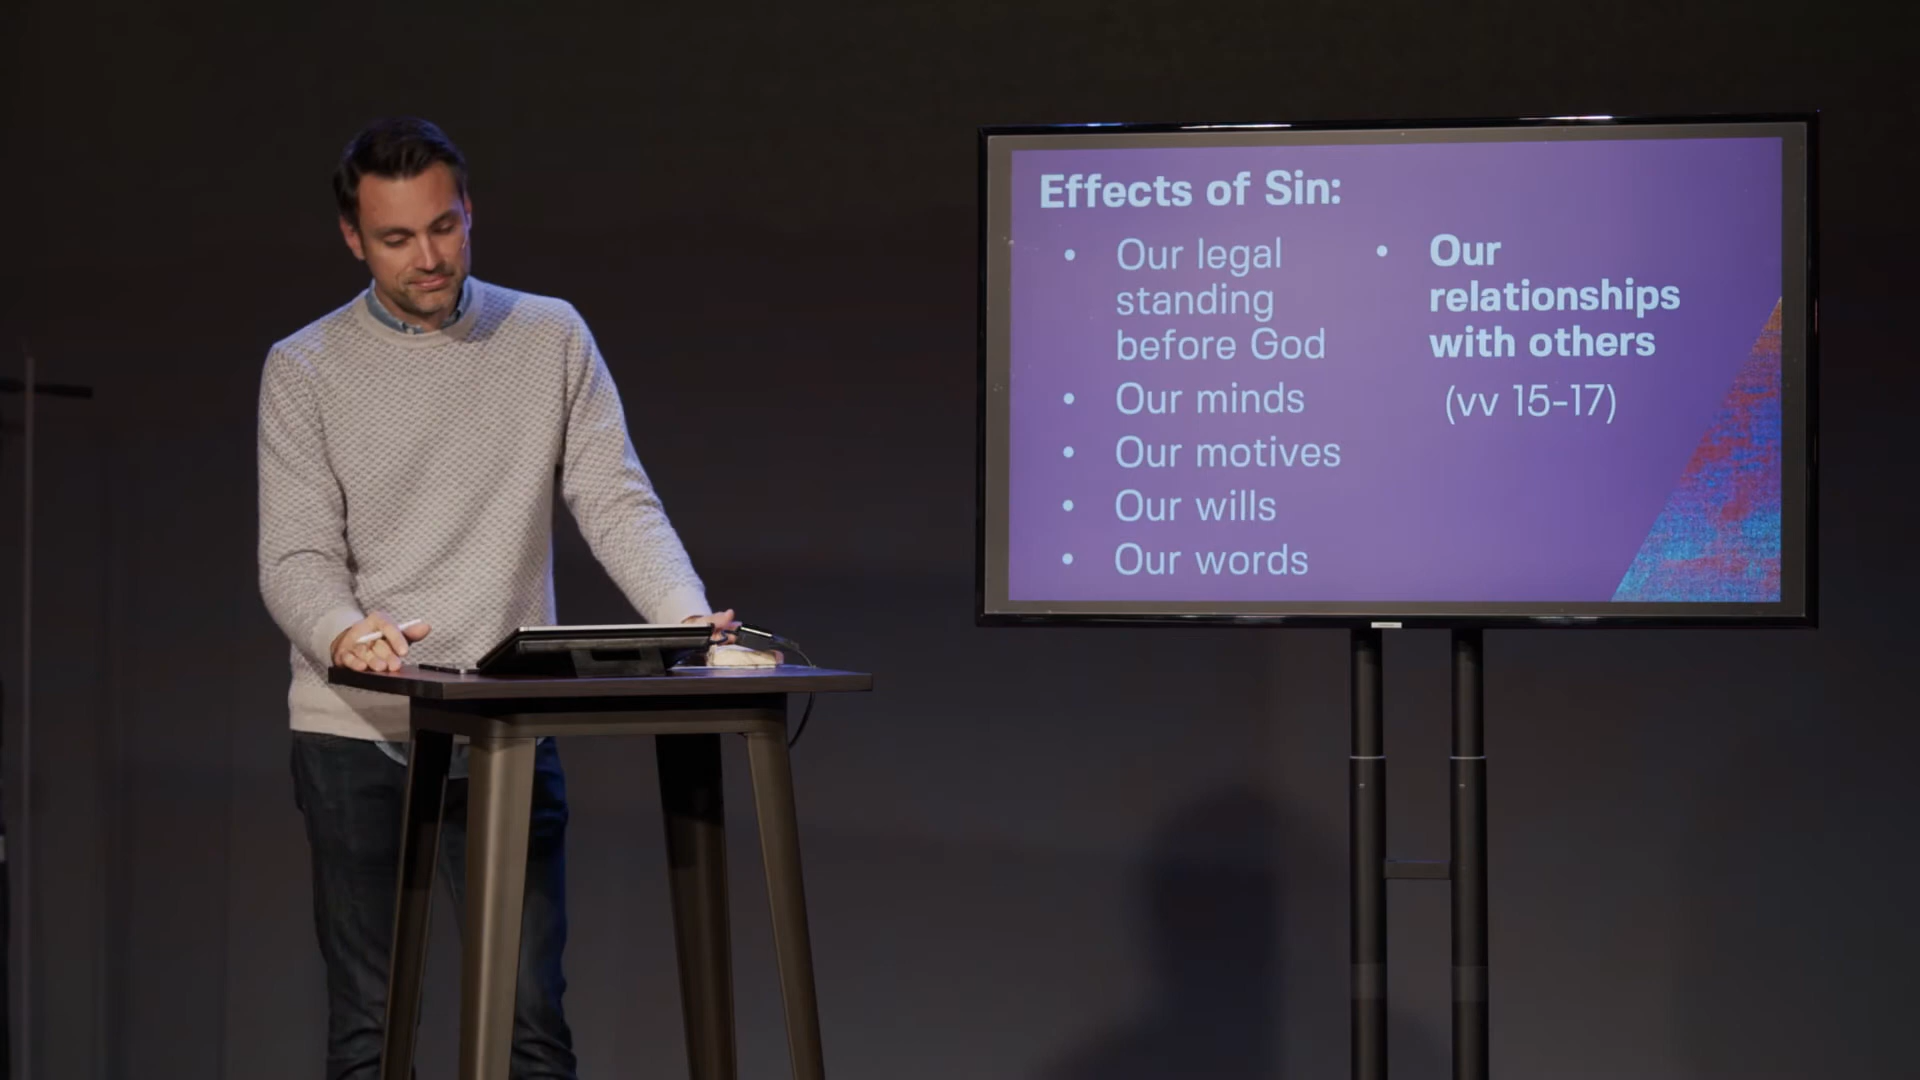 Effects of Sin:
• Our legal
standing
before God
• Our minds
• Our motives
• Our wills
• Our words
• Our
relationships
with others
(vv 15-17)